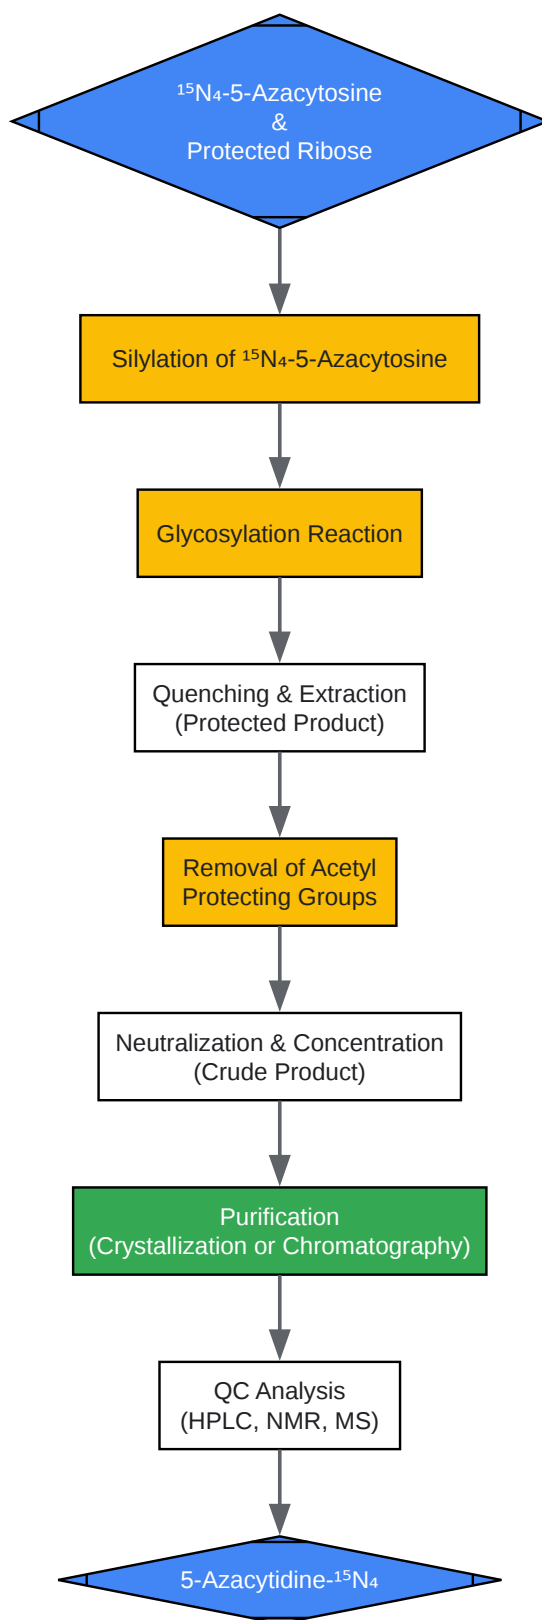 ¹⁵N₄-5-Azacytosine
&
Protected Ribose
Silylation of ¹⁵N₄-5-Azacytosine
Glycosylation Reaction
Quenching & Extraction
(Protected Product)
Removal of Acetyl
Protecting Groups
Neutralization & Concentration
(Crude Product)
Purification
(Crystallization or Chromatography)
QC Analysis
(HPLC, NMR, MS)
5-Azacytidine-¹⁵N₄